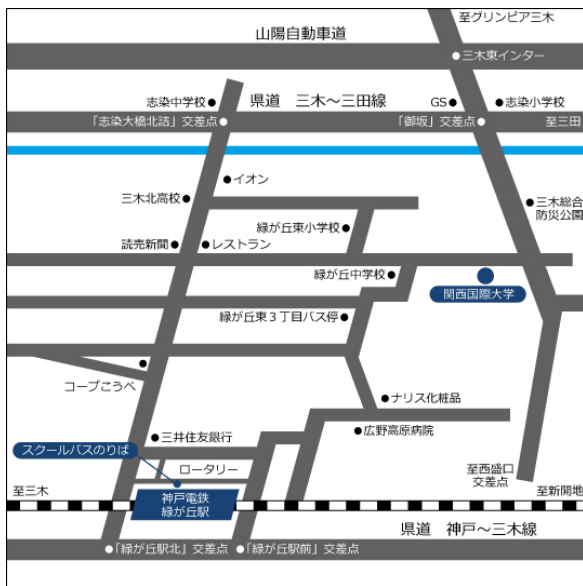 至グリンピア三木
山陽自動車道
三木東インター
志染中学校
県道 三木～三田線
GS
志染小学校
「志染大橋北詰」交差点
「御坂」交差点
至三田
イオン
三木北高校
三木総合
防災公園
緑が丘東小学校
読売新聞
レストラン
緑が丘中学校
関西国際大学
緑が丘東３丁目バス停
コープこうべ
ナリス化粧品
三井住友銀行
広野高原病院
スクールバスのりば
ロータリー
至西盛口
交差点
至三木
神戸電鉄
緑が丘駅
至新開地
県道 神戸～三木線
「緑が丘駅北」交差点
「緑が丘駅前」交差点